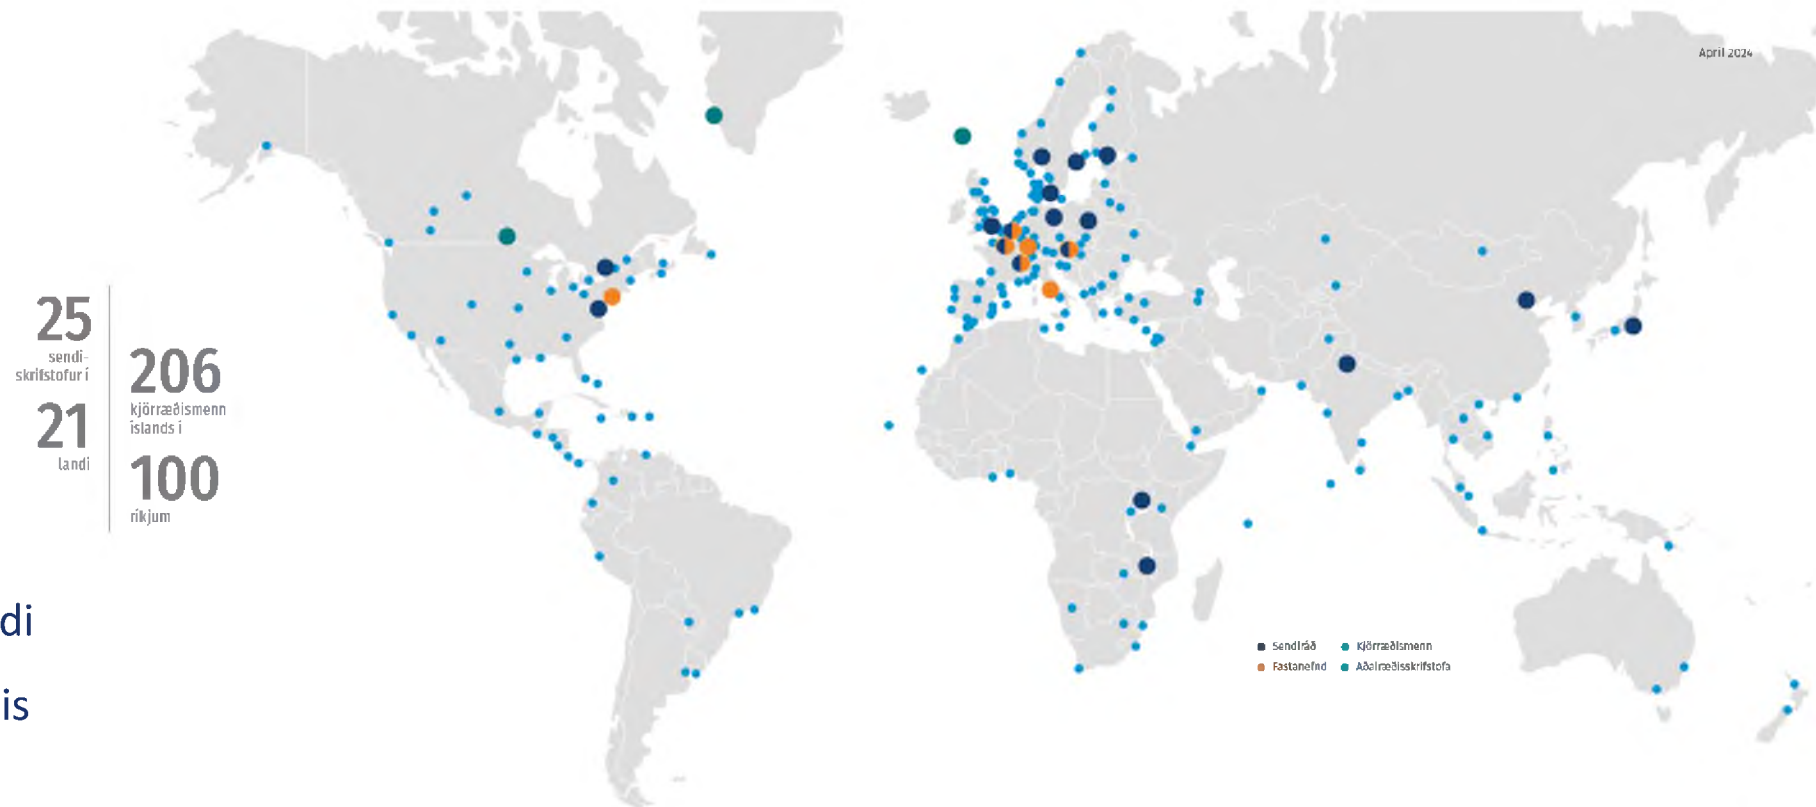 April 2024
25
sendi-
skrifstofur í
21
landi
206
kjörræðismenn
íslands í
100
ríkjum
di
is
Sendiráð
Kjörræðismenn
Fastanefnd
Aðalræðisskrifstofa